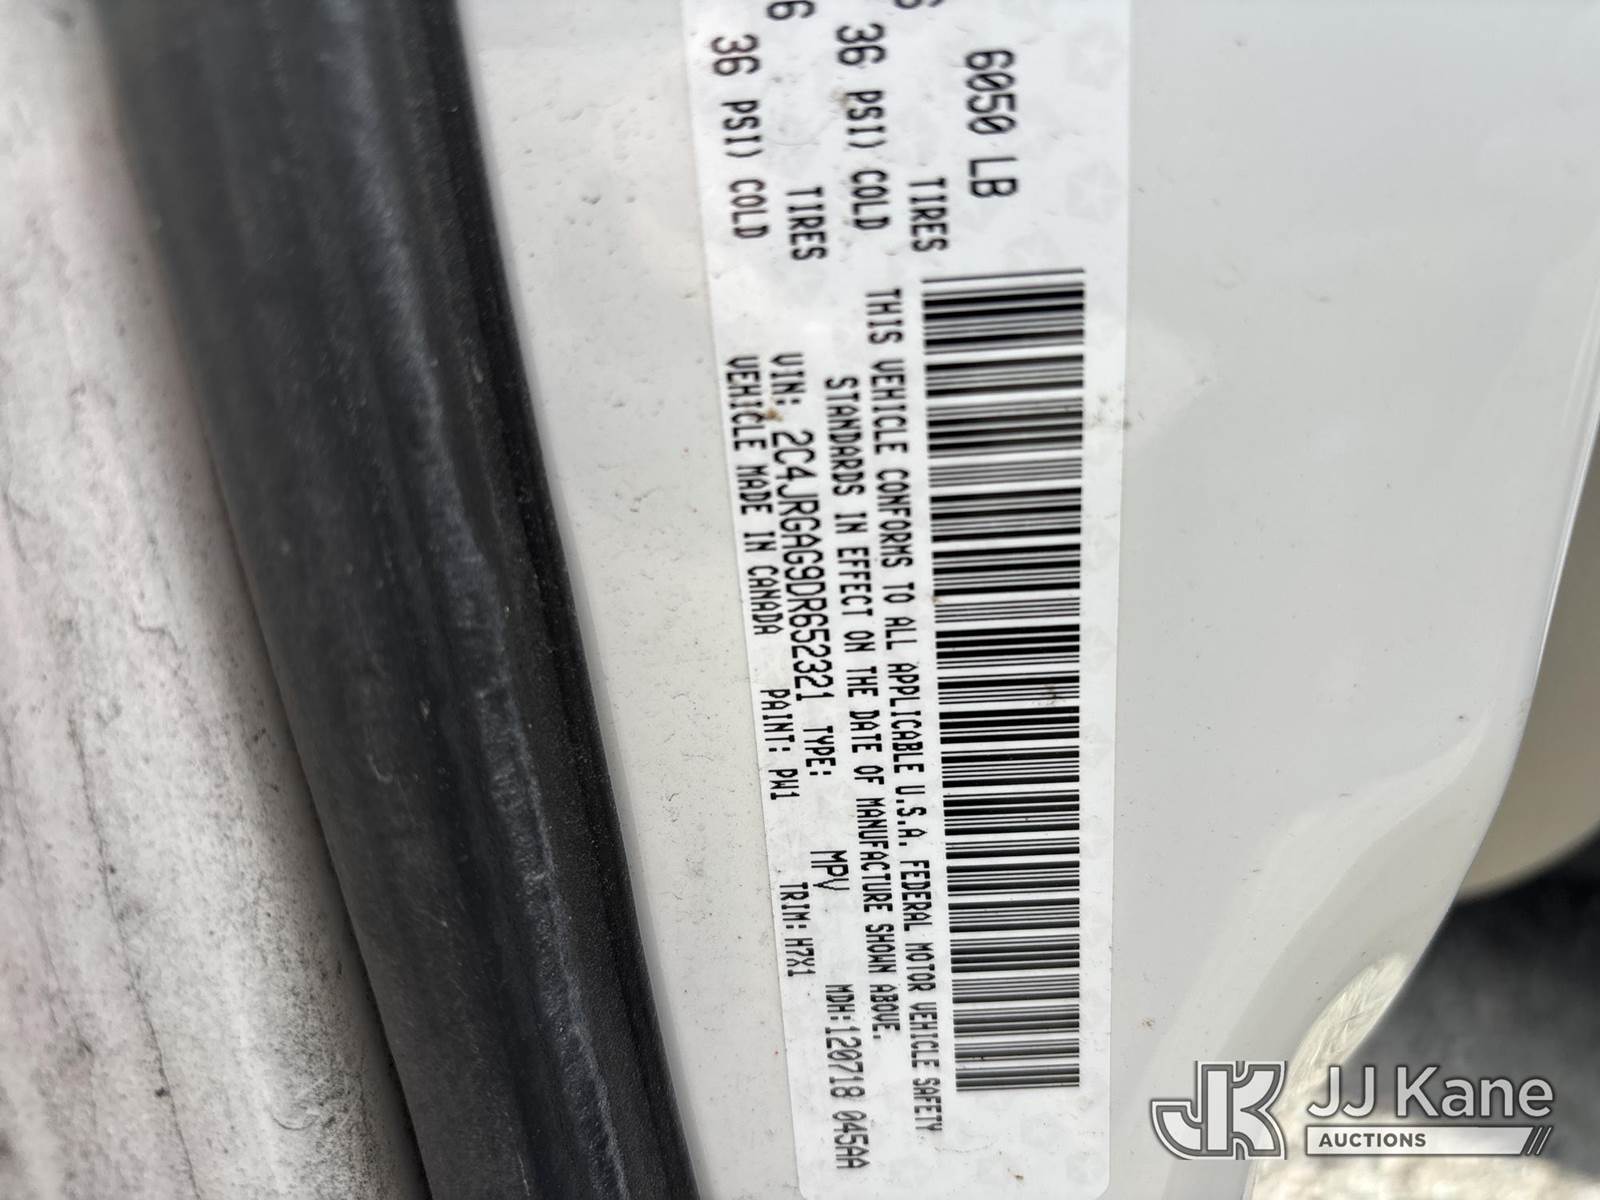 6050 LB
TIRES
36 PSI) COLD
TIRES
36 PSI) COLD
THIS VEHICLE CONFORMS TO ALL APPLICABLE U.S.A. FEDERAL MOTOR VEHICLE SAFETY
STANDARDS IN EFFECT ON THE DATE OF MANUFACTURE SHOWN ABOVE.
VIN: 2C4JRGAG9DR652321 TYPE: MPV MDH:120718 045AA
VEHICLE MADE IN CANADA PAINT: PW1 TRIM:H7X1
JK JJ Kane
AUCTIONS